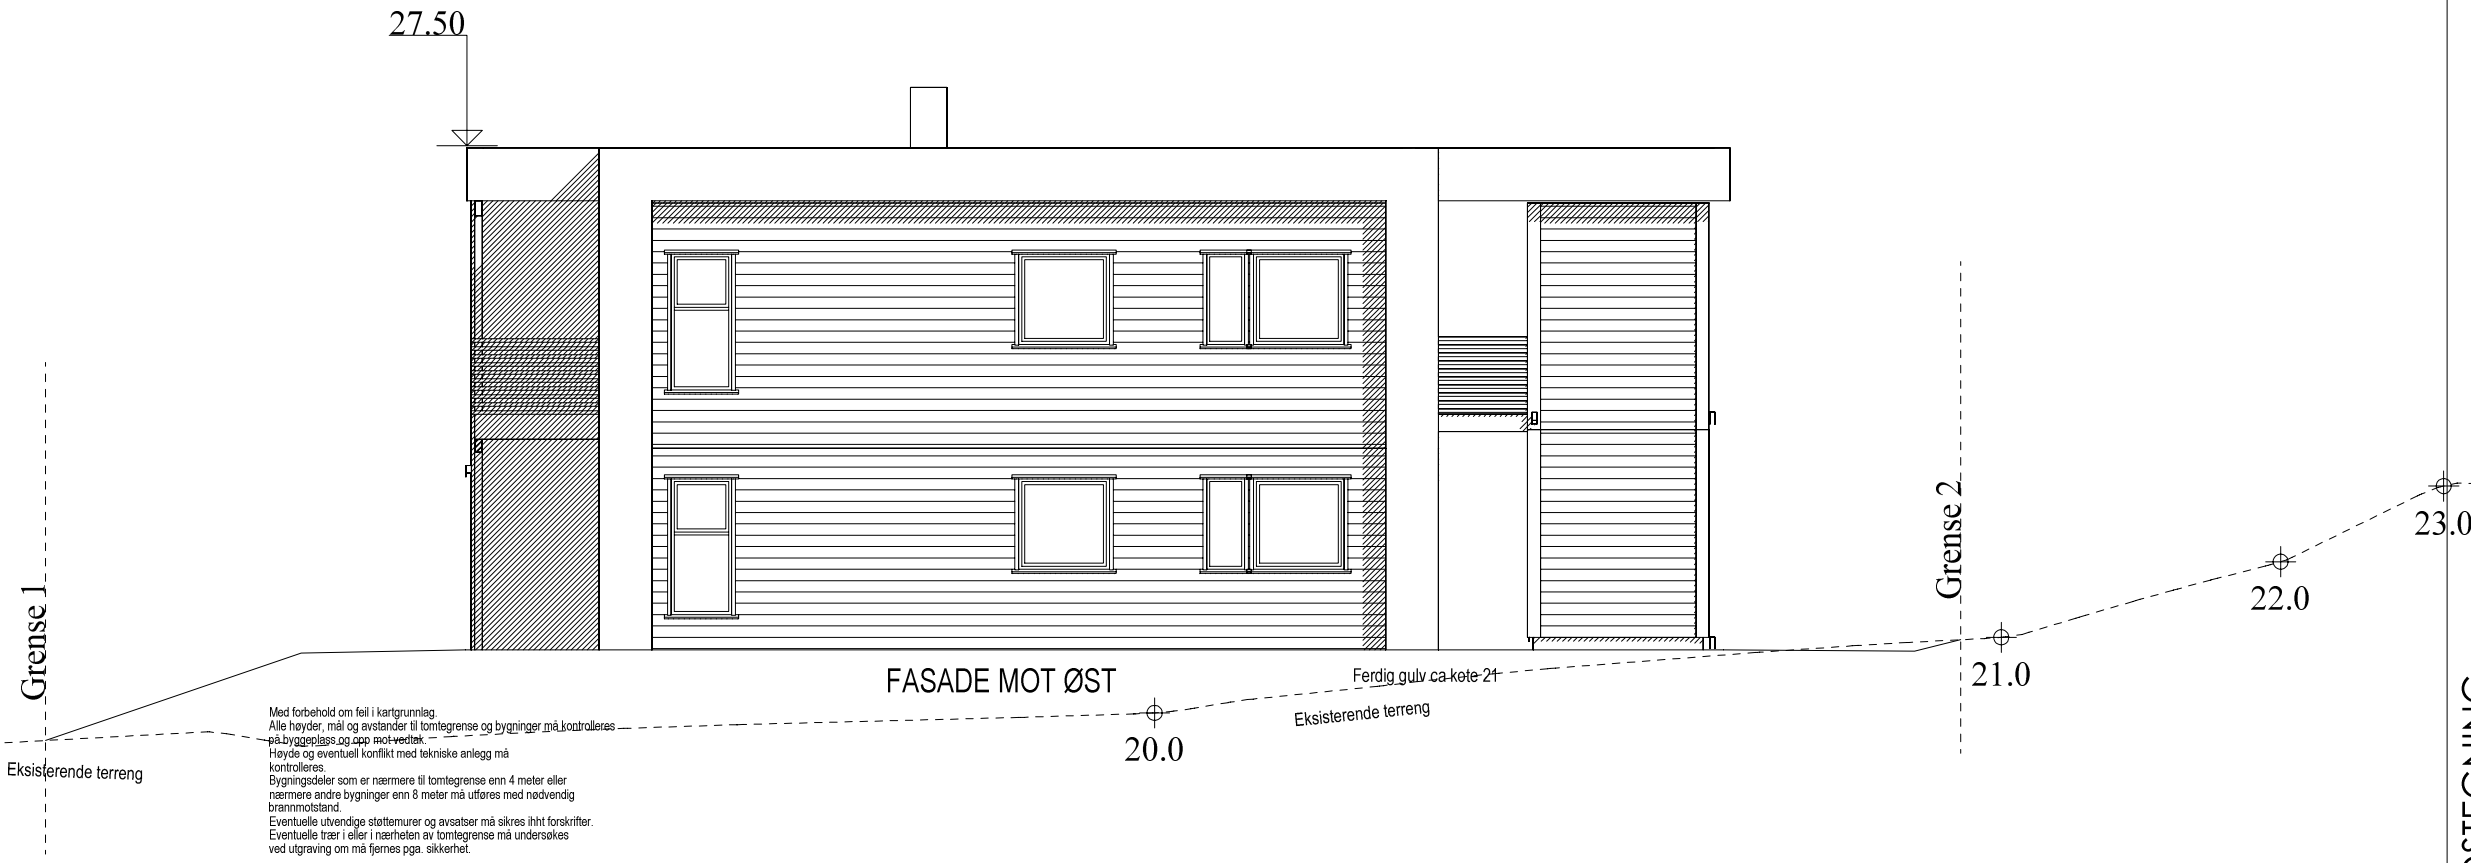 27.50
Grense 1
Grense 2
23.0
22.0
21.0
FASADE MOT ØST
Ferdig gulv ca kote 21
Eksisterende terreng
20.0
Eksisterende terreng
Med forbehold om feil i kartgrunnlag.
Alle høyder, mål og avstander til tomtegrense og bygninger må kontrolleres
på byggeplass og opp mot vedtak.
Høyde og eventuell konflikt med tekniske anlegg må
kontrolleres.
Bygningsdeler som er nærmere til tomtegrense enn 4 meter eller
nærmere andre bygninger enn 8 meter må utføres med nødvendig
brannmotstand.
Eventuelle utvendige støttemurer og avsatser må sikres ihht forskrifter.
Eventuelle trær i eller i nærheten av tomtegrense må undersøkes
ved utgraving om må fjernes pga. sikkerhet.